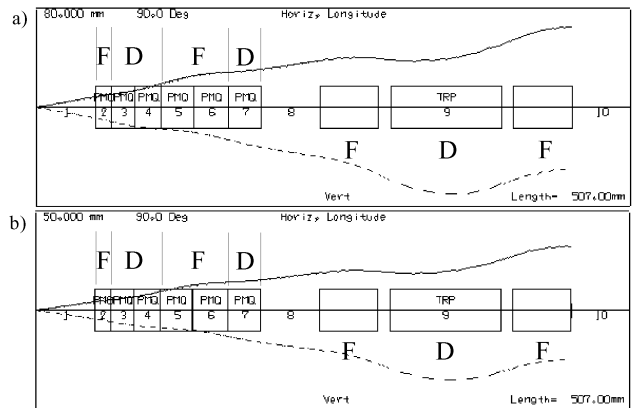 a)
80.000 mm 90.0 Deg Horiz, Longitude
F D F D
PMQ PMQ PMQ PMQ PMQ PMQ TRP
1 2 3 4 5 6 7 8 9 10
F D F
Vert Length= 507.00mm
b)
50.000 mm 90.0 Deg Horiz, Longitude
F D F D
PMQ PMQ PMQ PMQ PMQ PMQ TRP
1 2 3 4 5 6 7 8 9 10
F D F
Vert Length= 507.00mm